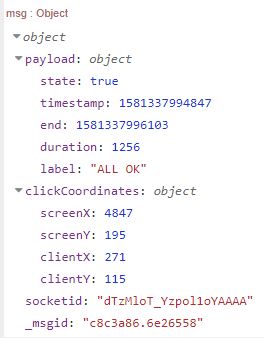 msg : Object
object
payload: object
state: true
timestamp: 1581337994847
end: 1581337996103
duration: 1256
label: "ALL OK"
clickCoordinates: object
screenX: 4847
screenY: 195
clientX: 271
clientY: 115
socketid: "dTzMloT_Yzpol1oYAAAA"
_msgid: "c8c3a86.6e26558"